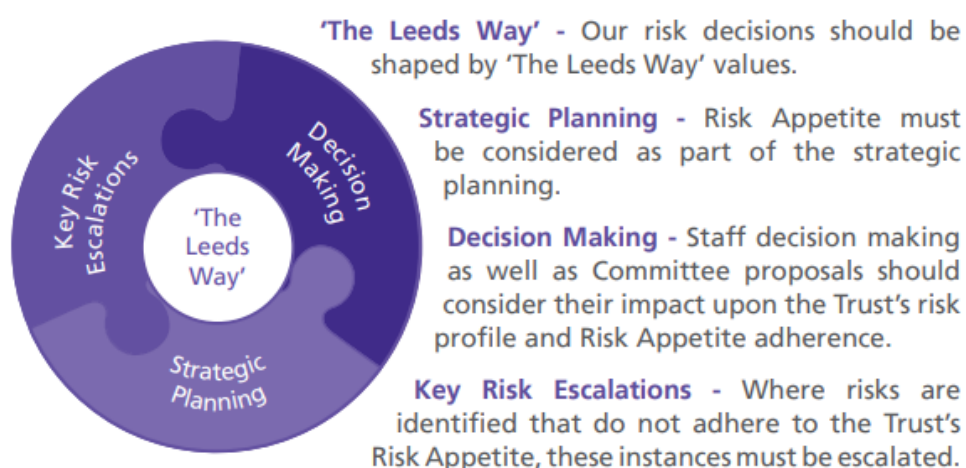 'The Leeds Way' - Our risk decisions should be
shaped by 'The Leeds Way' values.
Strategic Planning - Risk Appetite must
be considered as part of the strategic
planning.
Decision Making - Staff decision making
as well as Committee proposals should
consider their impact upon the Trust's risk
profile and Risk Appetite adherence.
Key Risk Escalations - Where risks are
identified that do not adhere to the Trust's
Risk Appetite, these instances must be escalated.
Key Risk
Escalations
Decision
Making
'The
Leeds
Way'
Strategic
Planning